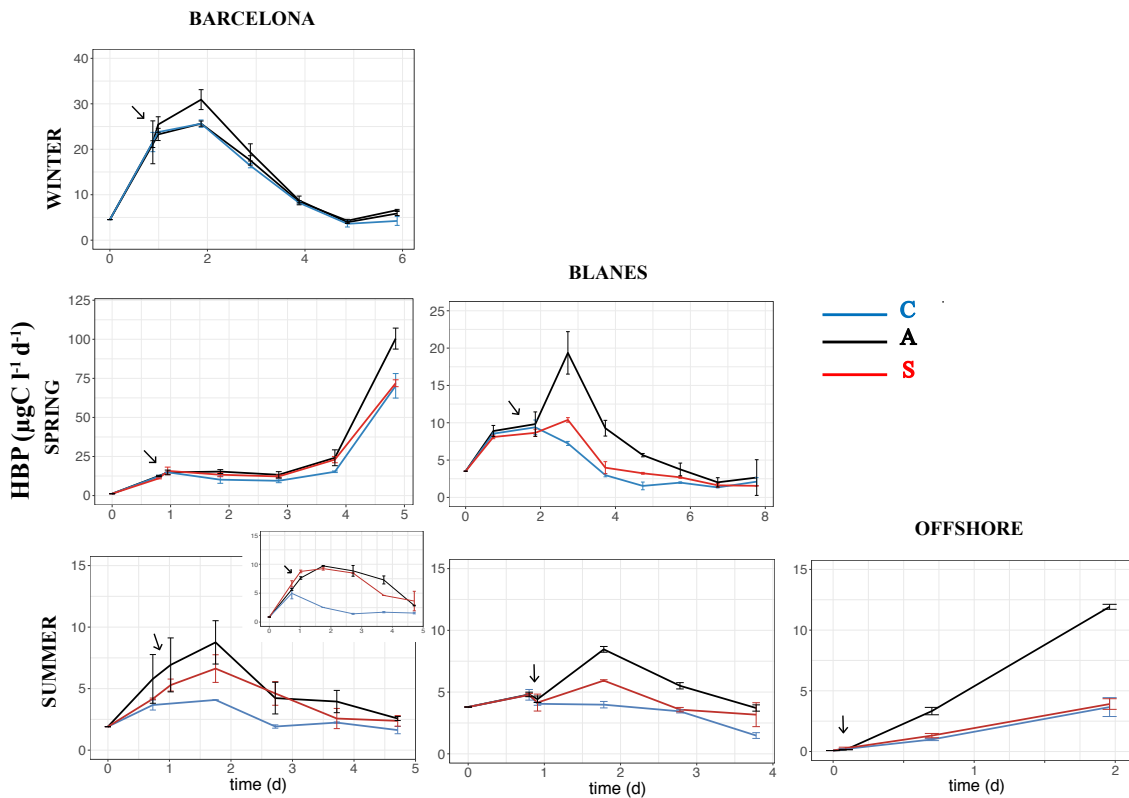 BARCELONA
WINTER
40
30
20
10
0
0 2 4 6
BLANES
HBP (µgC l-1 d-1)
SPRING
125
100
75
50
25
0
0 1 2 3 4 5
25
20
15
10
5
0
0 2 4 6 8
C
A
S
OFFSHORE
SUMMER
15
10
5
0
0 1 2 3 4 5
time (d)
15
10
5
0
0 1 2 3 4 5
15
10
5
0
0 1 2 3 4
time (d)
15
10
5
0
0 1 2
time (d)